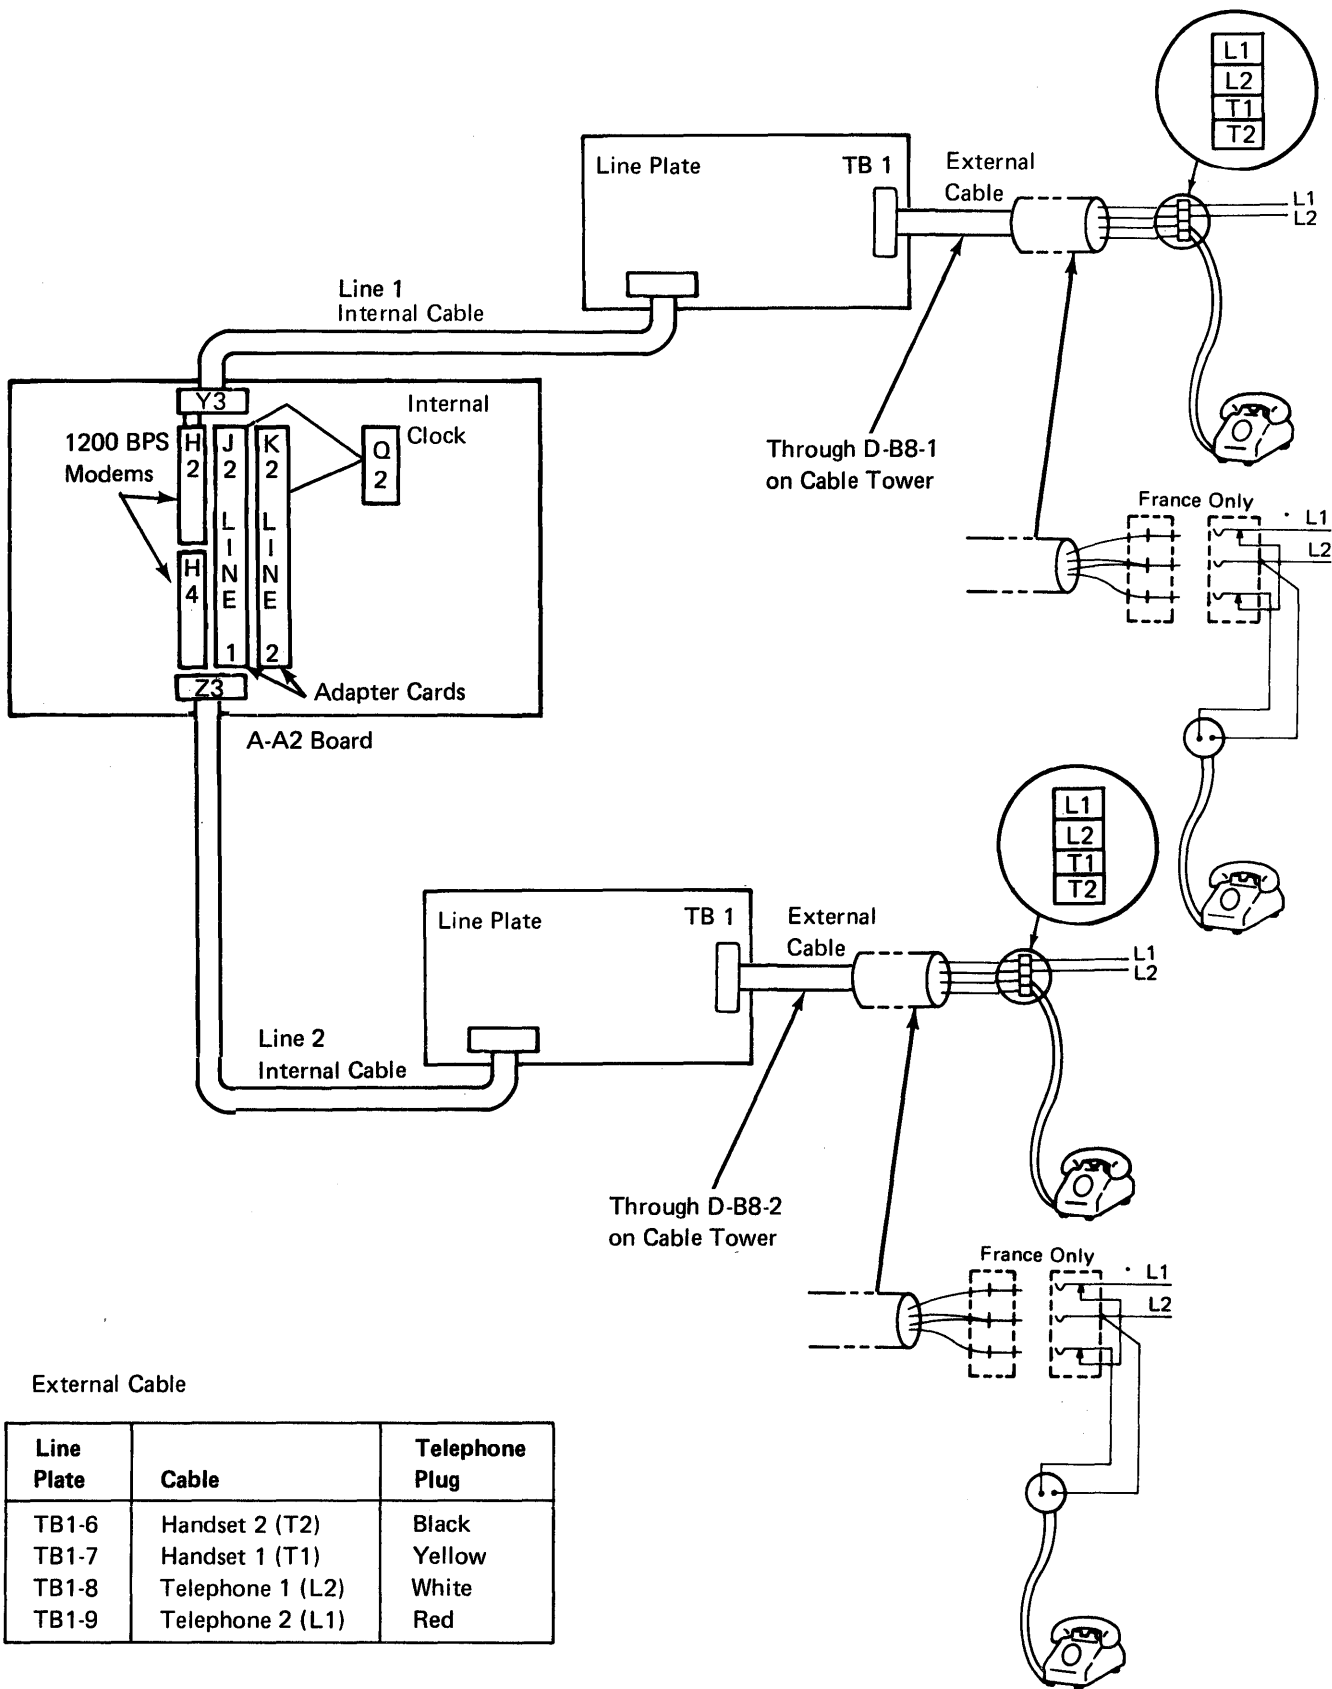 L1
L2
T1
T2
Line Plate
TB 1
External
Cable
L1
L2
Line 1
Internal Cable
Y3
Internal
Clock
1200 BPS
Modems
H2
J2 LINE 1
K2 LINE 2
Q2
H4
Z3
Adapter Cards
A-A2 Board
Through D-B8-1
on Cable Tower
France Only
L1
L2
L1
L2
T1
T2
Line Plate
TB 1
External
Cable
L1
L2
Line 2
Internal Cable
Through D-B8-2
on Cable Tower
France Only
L1
L2
External Cable
Line Plate | Cable | Telephone Plug
TB1-6 | Handset 2 (T2) | Black
TB1-7 | Handset 1 (T1) | Yellow
TB1-8 | Telephone 1 (L2) | White
TB1-9 | Telephone 2 (L1) | Red